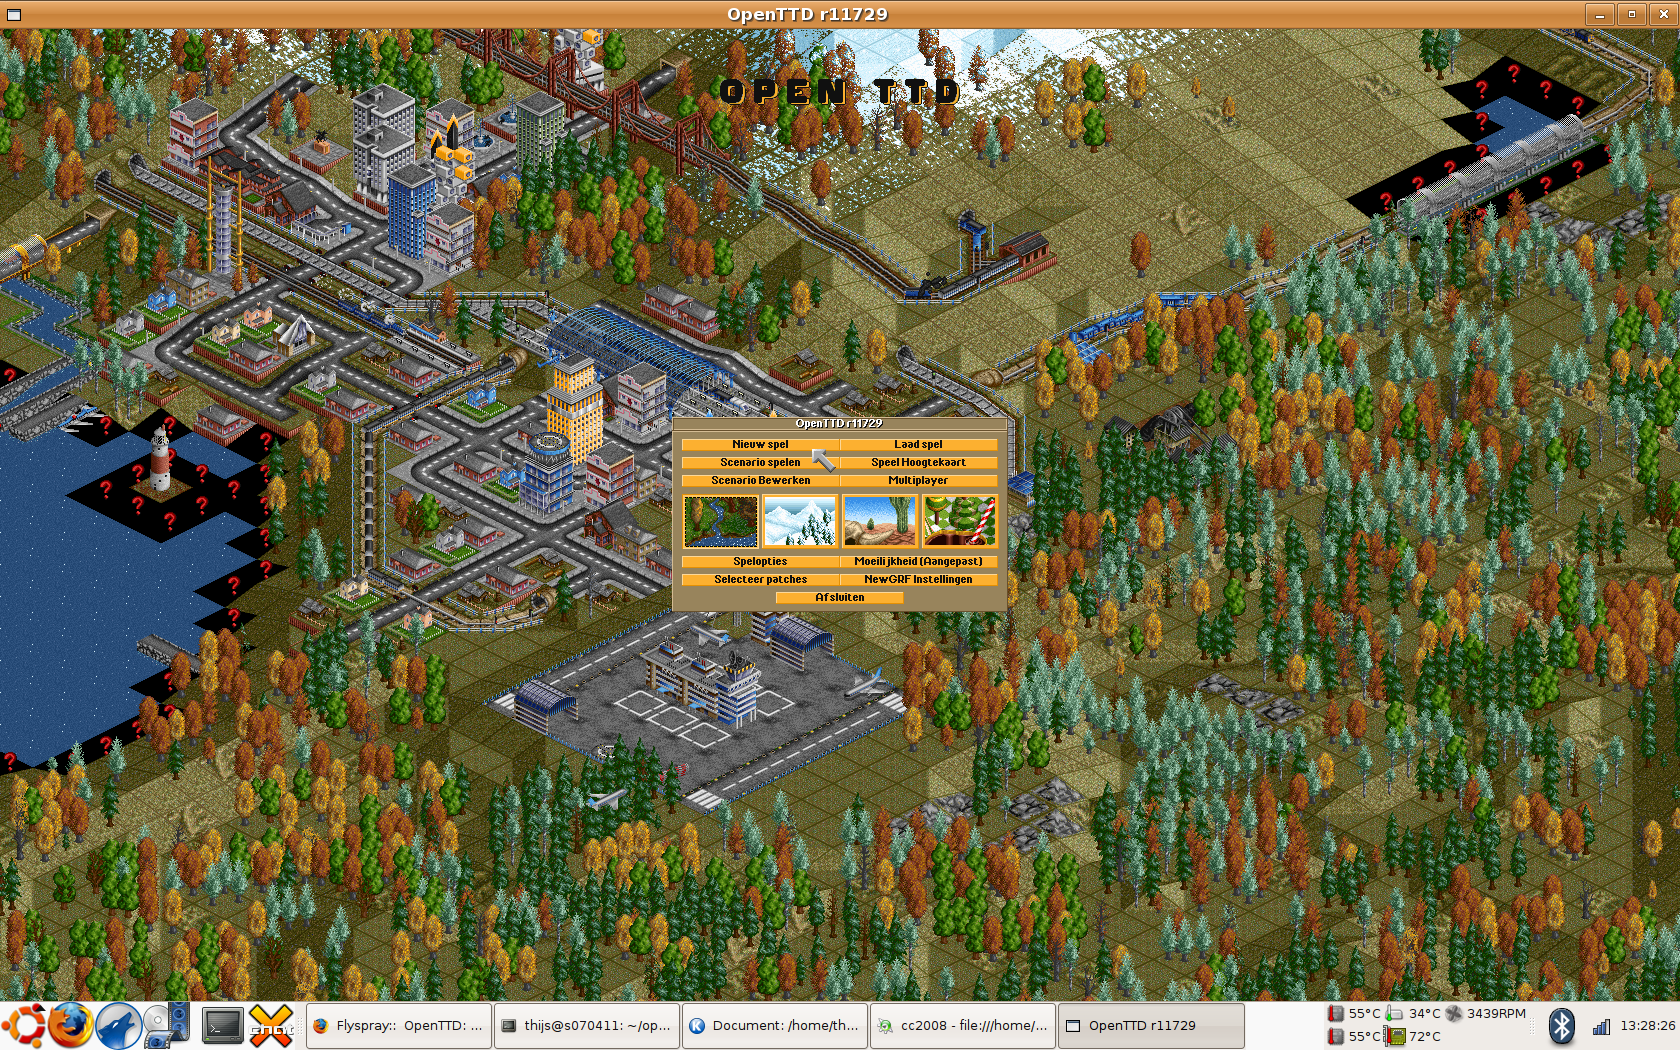 OpenTTD r11729
OPEN TTD
OpenTTD r11729
Nieuw spel
Laad spel
Scenario spelen
Speel Hoogtekaart
Scenario Bewerken
Multiplayer
Spelopties
Moeilijkheid (Aangepast)
Selecteer patches
NewGRF Instellingen
Afsluiten
Flyspray:: OpenTTD: ...
thijs@s070411: ~/op...
Document: /home/th...
cc2008 - file:///home/...
OpenTTD r11729
55°C 34°C 3439RPM
55°C 72°C
13:28:26